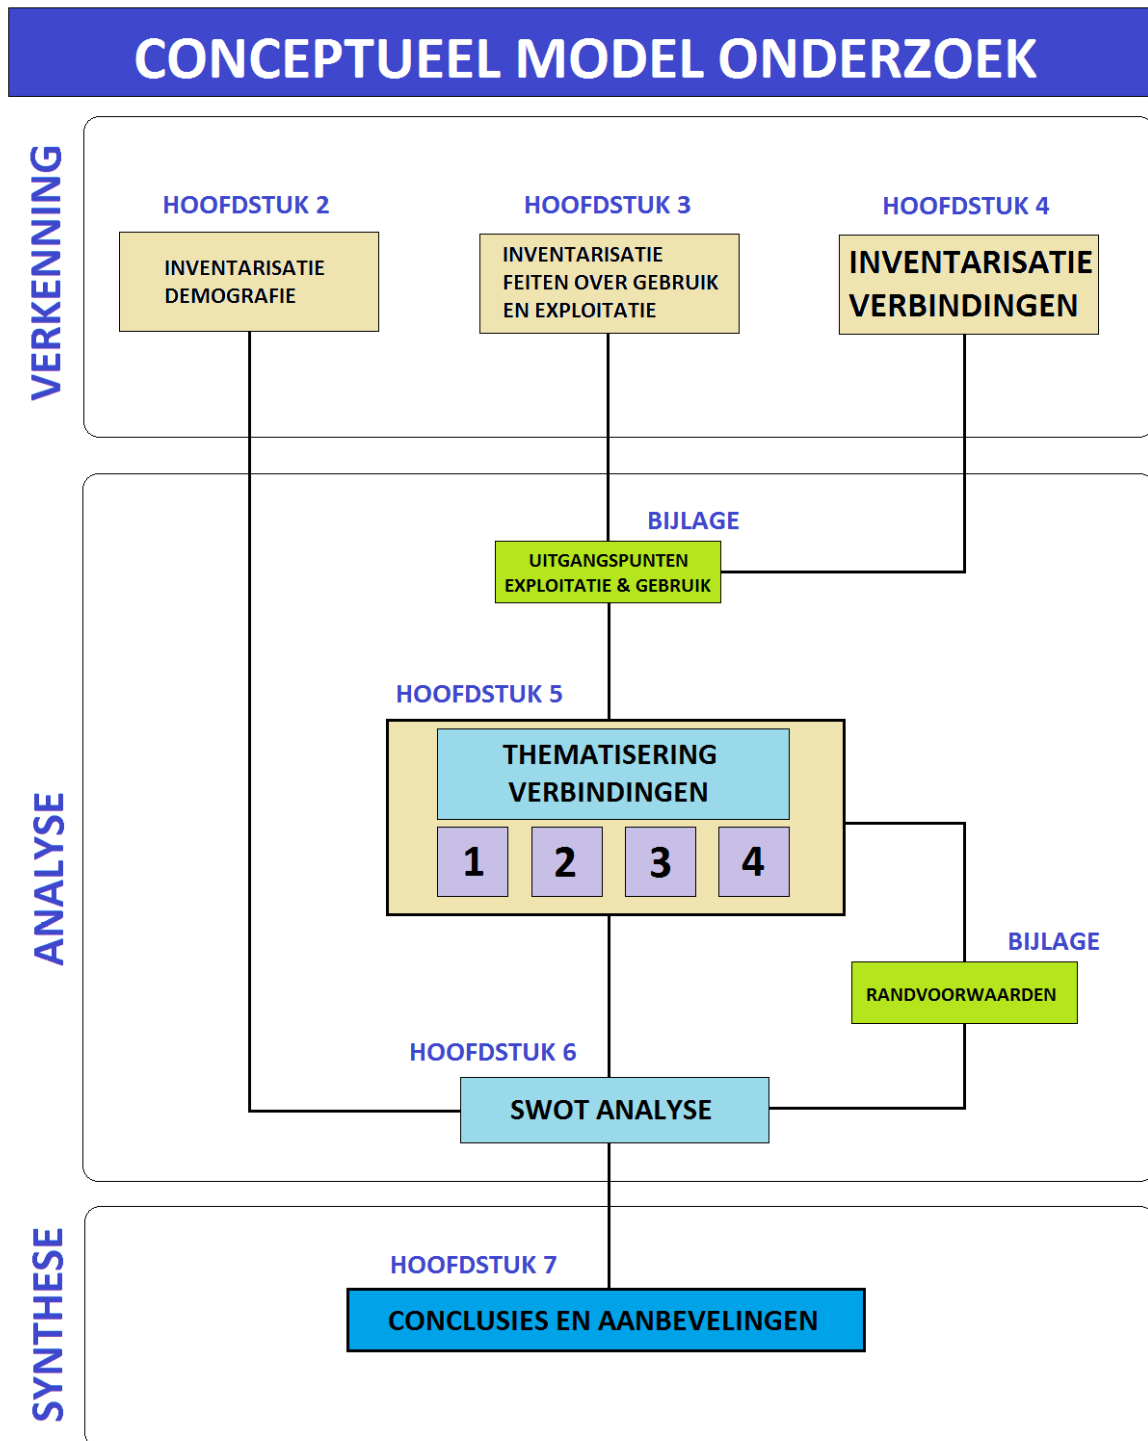 CONCEPTUEEL MODEL ONDERZOEK
VERKENNING
HOOFDSTUK 2
INVENTARISATIE
DEMOGRAFIE
HOOFDSTUK 3
INVENTARISATIE
FEITEN OVER GEBRUIK
EN EXPLOITATIE
HOOFDSTUK 4
INVENTARISATIE
VERBINDINGEN
ANALYSE
BIJLAGE
UITGANGSPUNTEN
EXPLOITATIE & GEBRUIK
HOOFDSTUK 5
THEMATISERING
VERBINDINGEN
1 2 3 4
BIJLAGE
RANDVOORWAARDEN
HOOFDSTUK 6
SWOT ANALYSE
SYNTHESE
HOOFDSTUK 7
CONCLUSIES EN AANBEVELINGEN